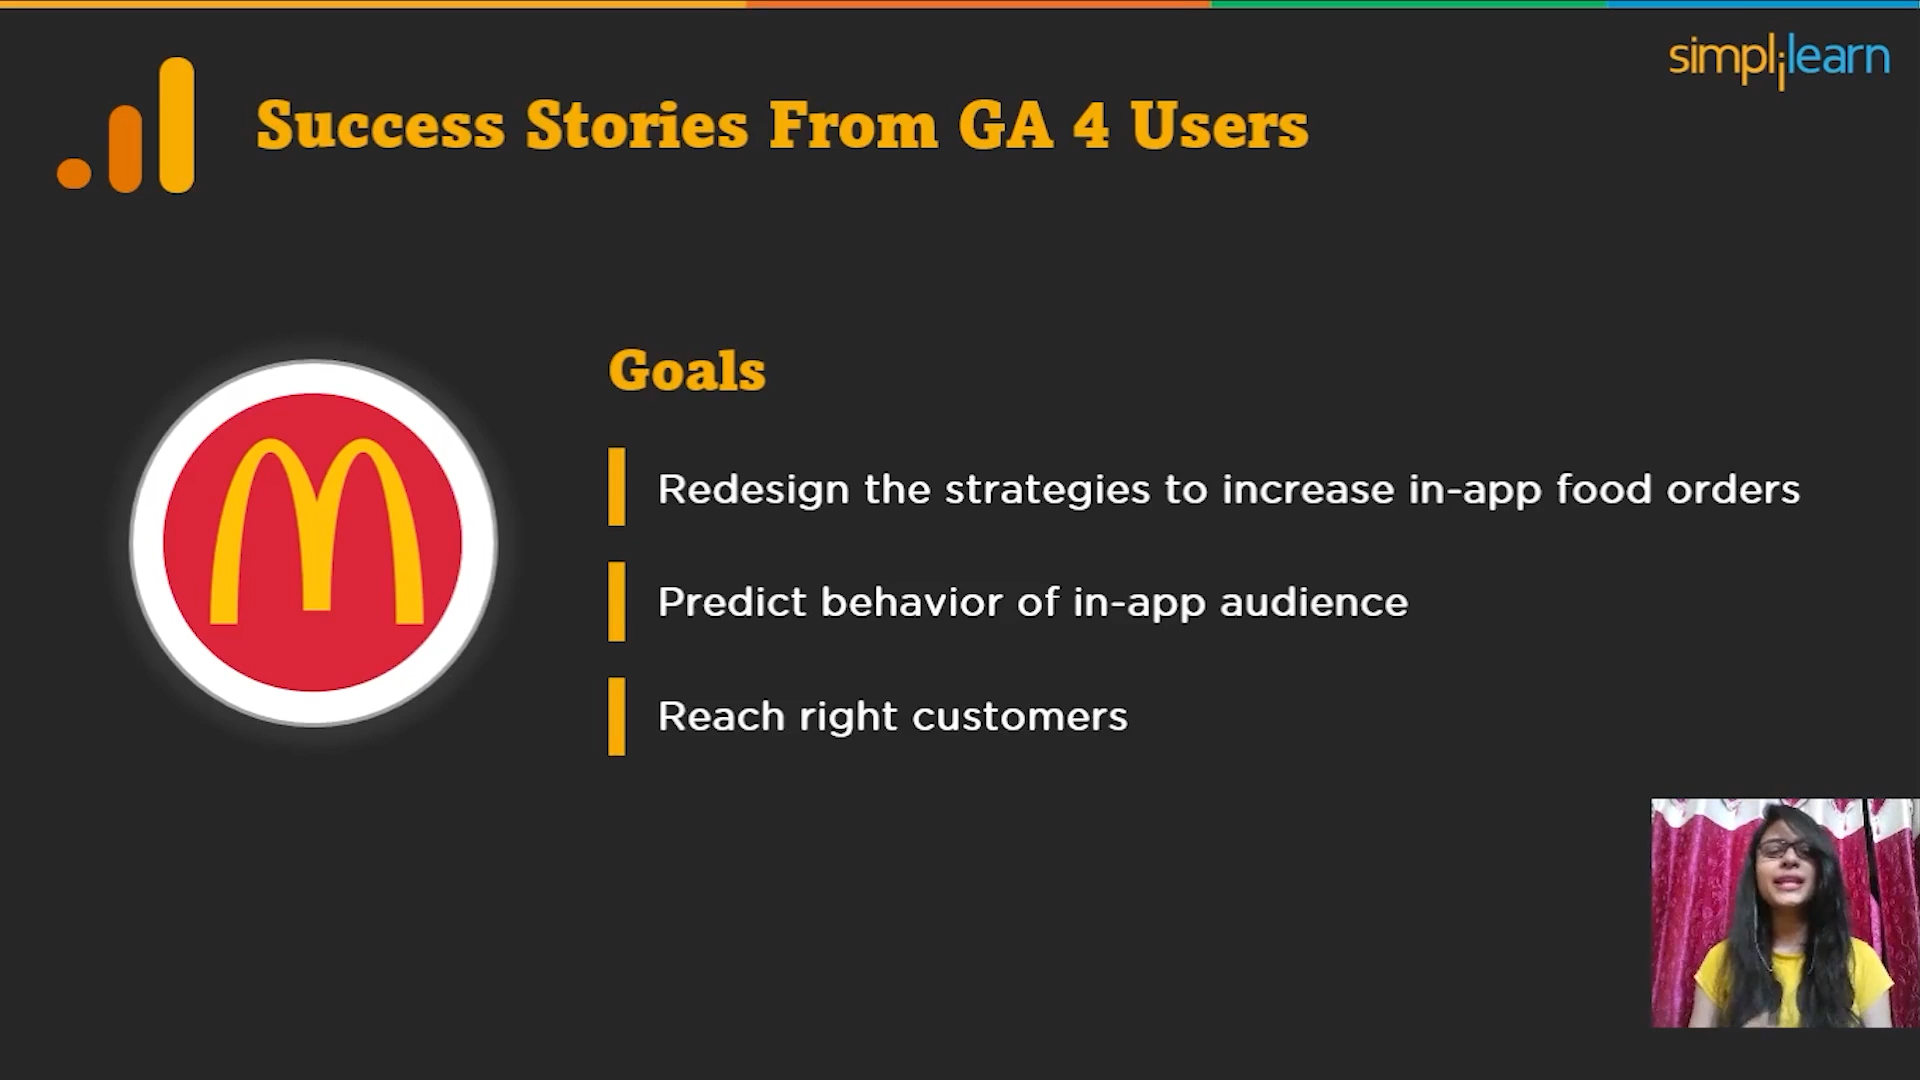 simplilearn
Success Stories From GA 4 Users
Goals
Redesign the strategies to increase in-app food orders
Predict behavior of in-app audience
Reach right customers